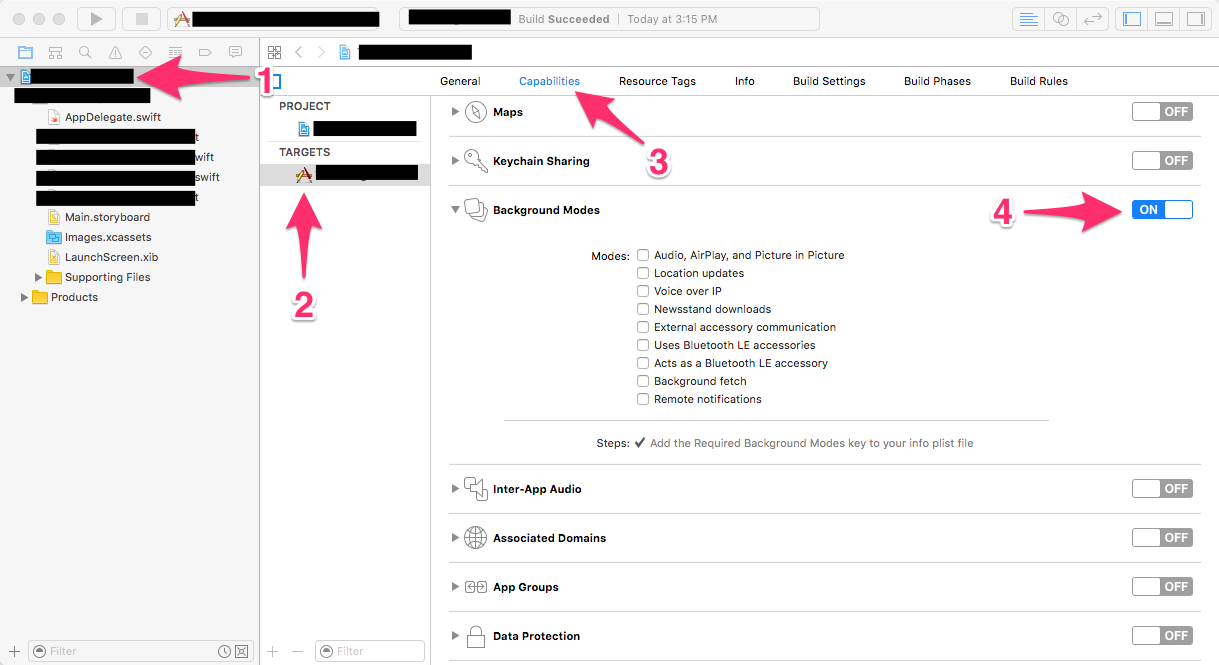 Build Succeeded | Today at 3:15 PM
1
General Capabilities Resource Tags Info Build Settings Build Phases Build Rules
AppDelegate.swift
t
wift
swift
t
Main.storyboard
Images.xcassets
LaunchScreen.xib
Supporting Files
Products
Filter
PROJECT
TARGETS
2
Filter
3
Maps OFF
Keychain Sharing OFF
Background Modes 4 ON
Modes: Audio, AirPlay, and Picture in Picture
Location updates
Voice over IP
Newsstand downloads
External accessory communication
Uses Bluetooth LE accessories
Acts as a Bluetooth LE accessory
Background fetch
Remote notifications
Steps: ✔ Add the Required Background Modes key to your info plist file
Inter-App Audio OFF
Associated Domains OFF
App Groups OFF
Data Protection OFF